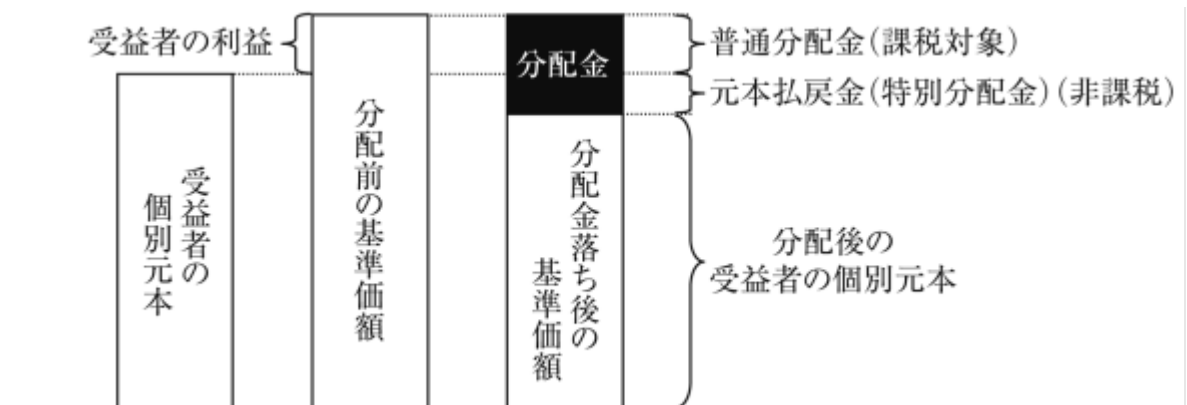 受益者の利益
分配金
普通分配金(課税対象)
元本払戻金(特別分配金)(非課税)
受益者の
個別元本
分配前の基準価額
分配金落ち後の
基準価額
分配後の
受益者の個別元本